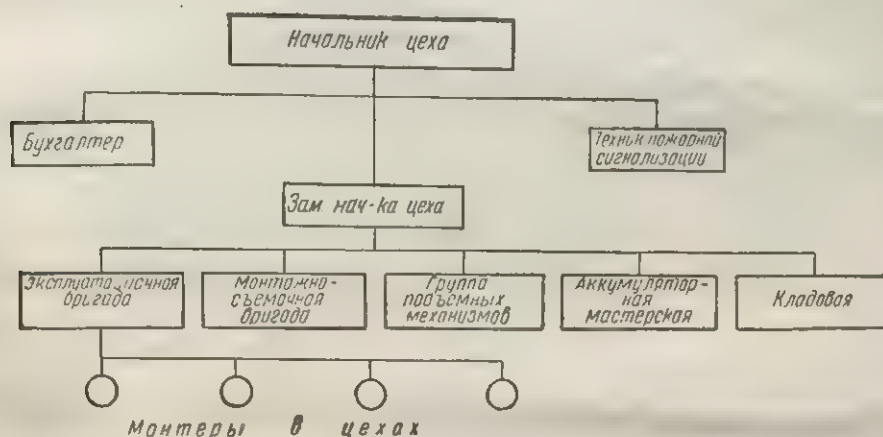 Начальник цеха
Бухгалтер
Техник пожарной
сигнализации
Зам нач-ка цеха
Эксплуатационная
бригада
Монтажно-
съемочная
бригада
Группа
подъемных
механизмов
Аккумулятор-
ная
мастерская
Кладовая
Монтеры в цехах